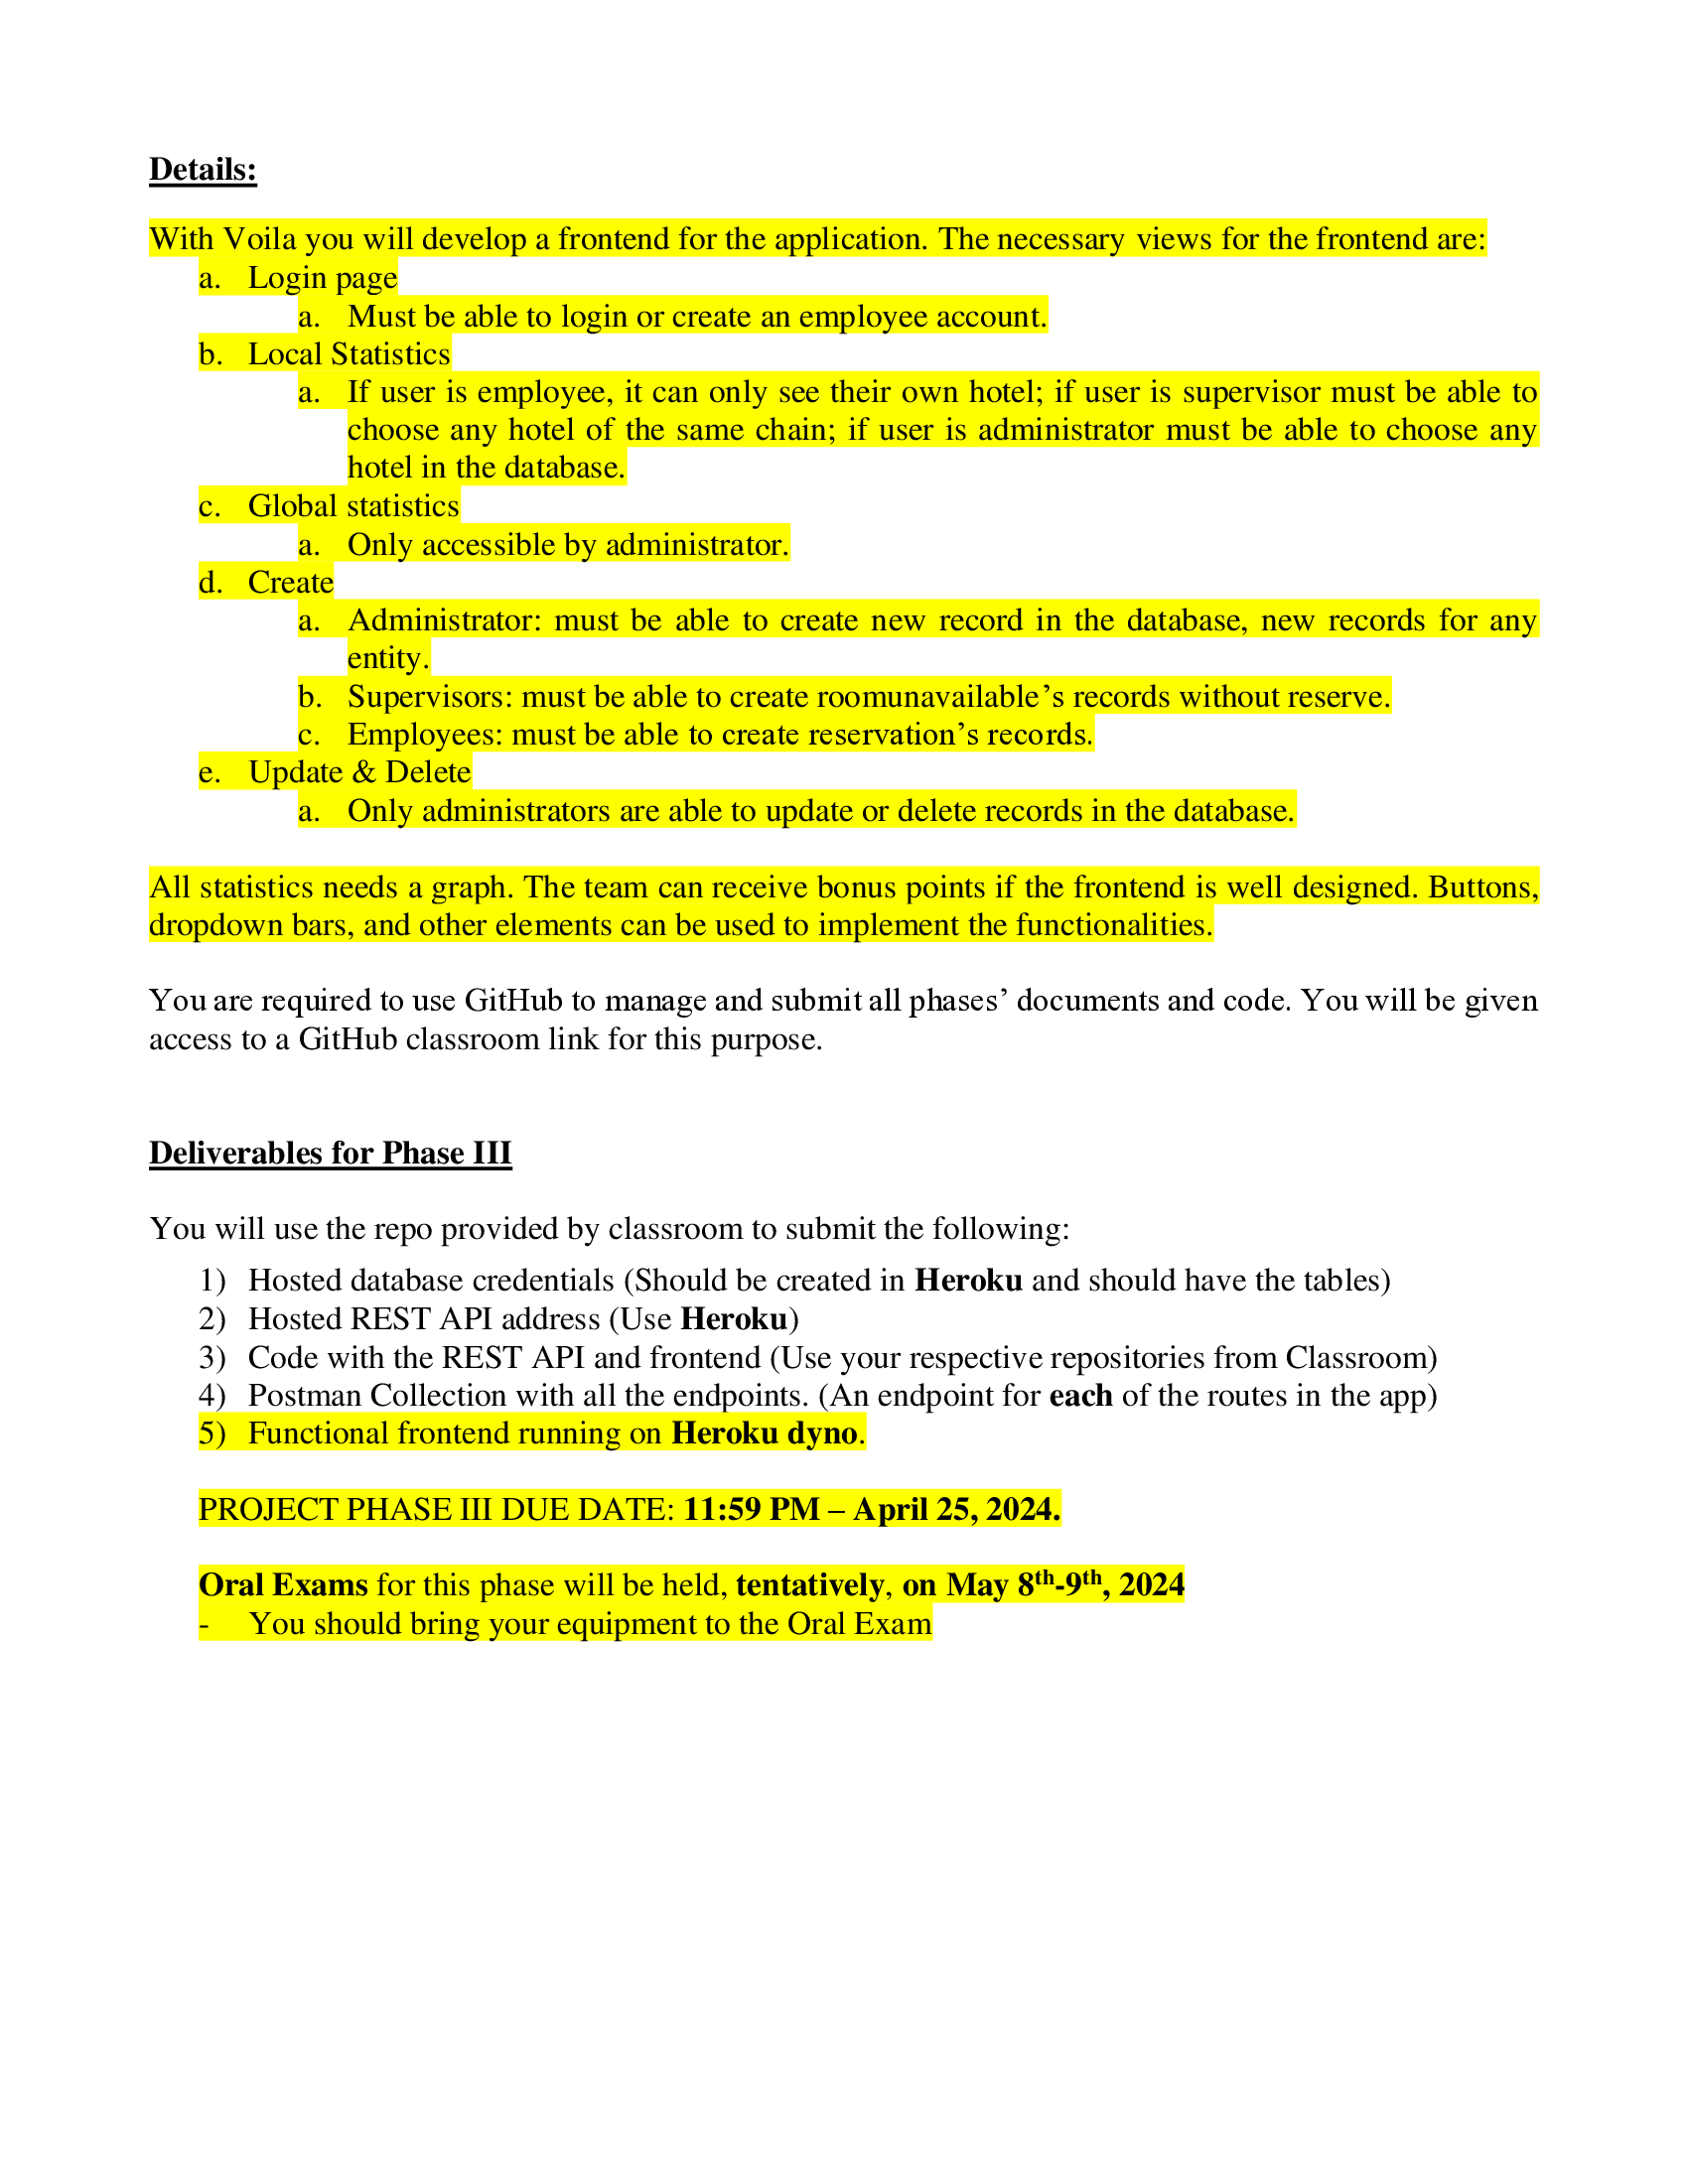 Details:
With Voila you will develop a frontend for the application. The necessary views for the frontend are:
a. Login page
a. Must be able to login or create an employee account.
b. Local Statistics
a. If user is employee, it can only see their own hotel; if user is supervisor must be able to
choose any hotel of the same chain; if user is administrator must be able to choose any
hotel in the database.
c. Global statistics
a. Only accessible by administrator.
d. Create
a. Administrator: must be able to create new record in the database, new records for any
entity.
b. Supervisors: must be able to create roomunavailable’s records without reserve.
c. Employees: must be able to create reservation’s records.
e. Update & Delete
a. Only administrators are able to update or delete records in the database.
All statistics needs a graph. The team can receive bonus points if the frontend is well designed. Buttons,
dropdown bars, and other elements can be used to implement the functionalities.
You are required to use GitHub to manage and submit all phases’ documents and code. You will be given
access to a GitHub classroom link for this purpose.
Deliverables for Phase III
You will use the repo provided by classroom to submit the following:
1) Hosted database credentials (Should be created in Heroku and should have the tables)
2) Hosted REST API address (Use Heroku)
3) Code with the REST API and frontend (Use your respective repositories from Classroom)
4) Postman Collection with all the endpoints. (An endpoint for each of the routes in the app)
5) Functional frontend running on Heroku dyno.
PROJECT PHASE III DUE DATE: 11:59 PM – April 25, 2024.
Oral Exams for this phase will be held, tentatively, on May 8th-9th, 2024
- You should bring your equipment to the Oral Exam